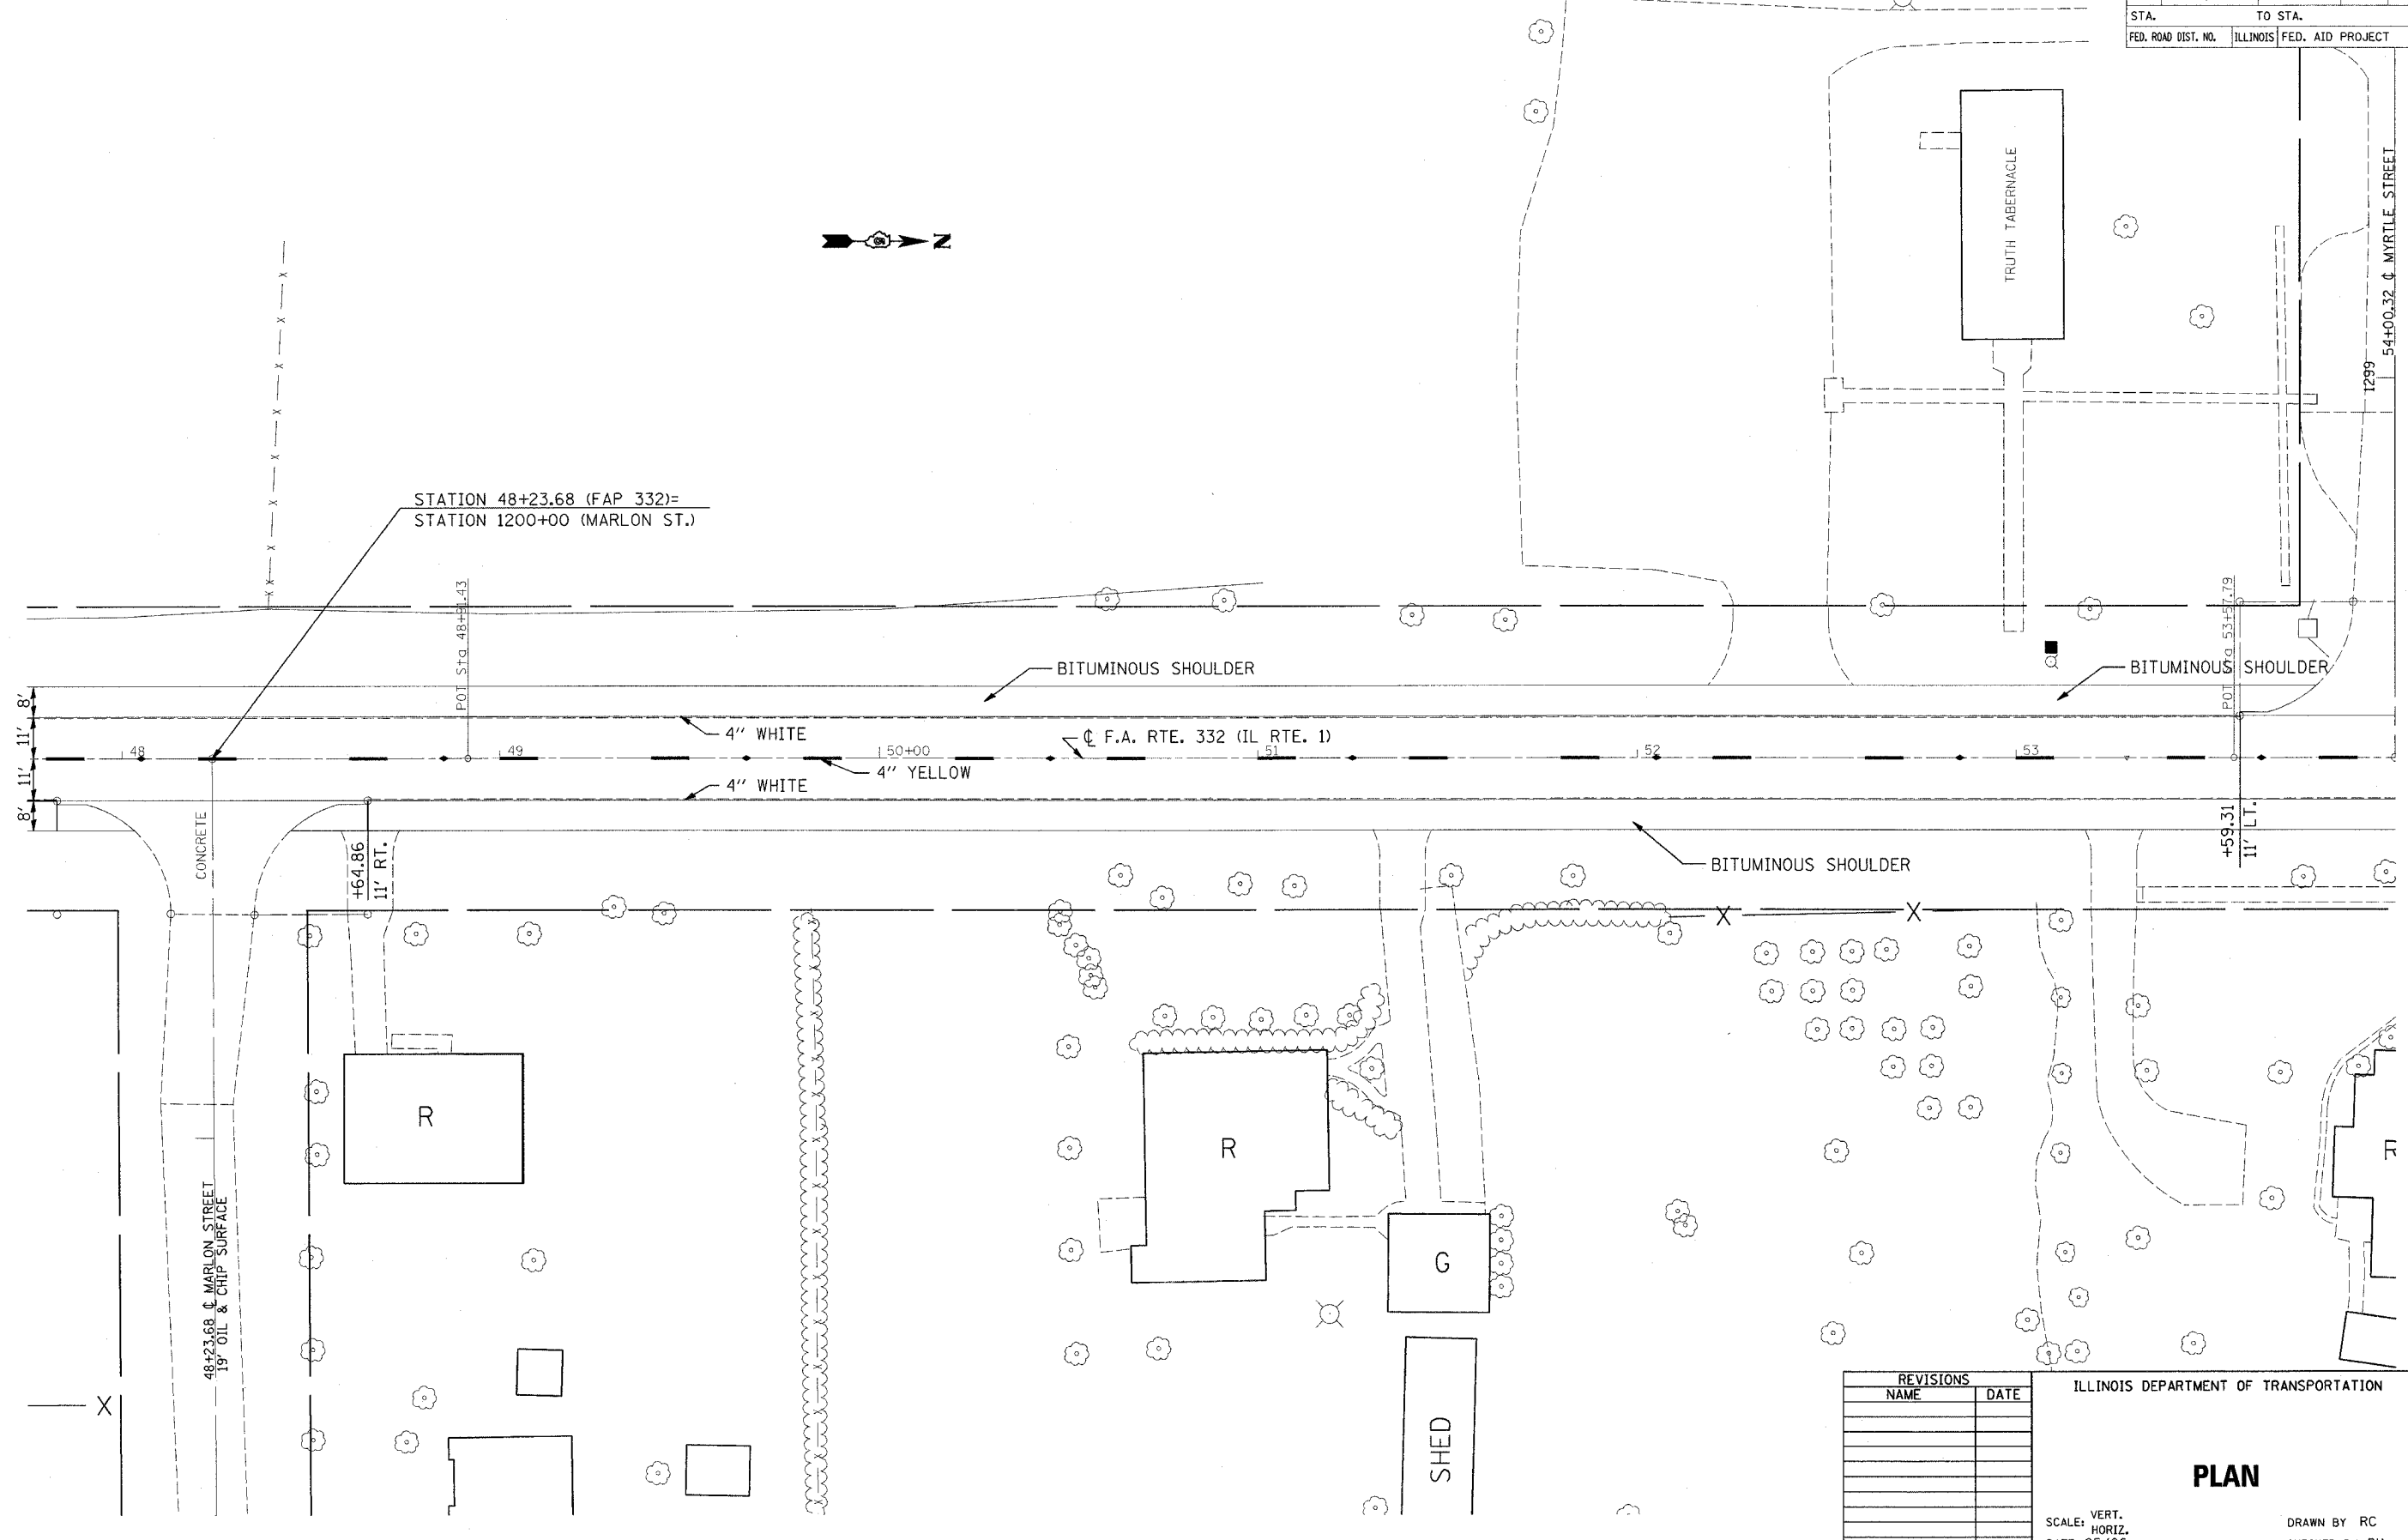 STA. TO STA.
FED. ROAD DIST. NO. ILLINOIS FED. AID PROJECT
TRUTH TABERNACLE
54+00.32 ℄ MYRTLE STREET
1299
N
STATION 48+23.68 (FAP 332)=
STATION 1200+00 (MARLON ST.)
POT Sta 48+91.43
POT Sta 53+57.79
BITUMINOUS SHOULDER
BITUMINOUS SHOULDER
8'
11'
11'
8'
4" WHITE
℄ F.A. RTE. 332 (IL RTE. 1)
48
49
50+00
51
52
53
4" YELLOW
4" WHITE
CONCRETE
+64.86
11' RT.
+59.31
11' LT.
BITUMINOUS SHOULDER
X
X
R
R
R
G
48+23.68 ℄ MARLON STREET
19' OIL & CHIP SURFACE
X
SHED
REVISIONS
NAME DATE
ILLINOIS DEPARTMENT OF TRANSPORTATION
PLAN
SCALE: VERT.
HORIZ.
DRAWN BY RC